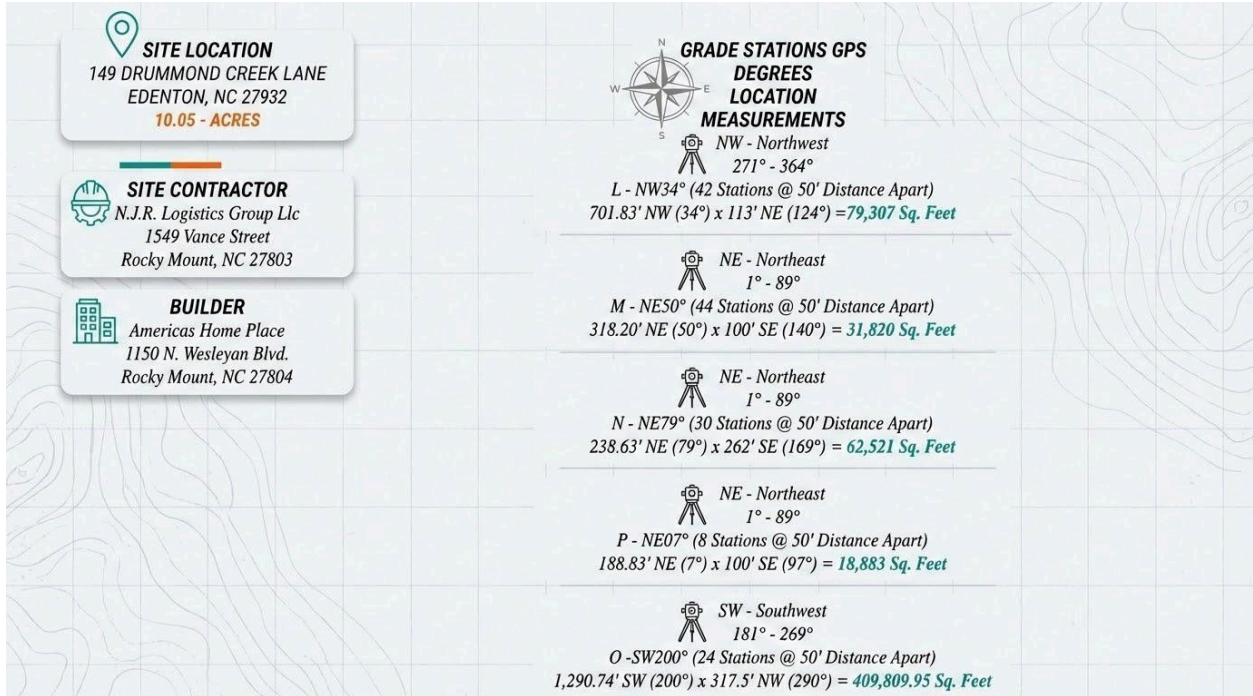 SITE LOCATION
149 DRUMMOND CREEK LANE
EDENTON, NC 27932
10.05 - ACRES
SITE CONTRACTOR
N.J.R. Logistics Group Llc
1549 Vance Street
Rocky Mount, NC 27803
BUILDER
Americas Home Place
1150 N. Wesleyan Blvd.
Rocky Mount, NC 27804
N
W
E
S
GRADE STATIONS GPS
DEGREES
LOCATION
MEASUREMENTS
NW - Northwest
271° - 364°
L - NW34° (42 Stations @ 50' Distance Apart)
701.83' NW (34°) x 113' NE (124°) =79,307 Sq. Feet
NE - Northeast
1° - 89°
M - NE50° (44 Stations @ 50' Distance Apart)
318.20' NE (50°) x 100' SE (140°) = 31,820 Sq. Feet
NE - Northeast
1° - 89°
N - NE79° (30 Stations @ 50' Distance Apart)
238.63' NE (79°) x 262' SE (169°) = 62,521 Sq. Feet
NE - Northeast
1° - 89°
P - NE07° (8 Stations @ 50' Distance Apart)
188.83' NE (7°) x 100' SE (97°) = 18,883 Sq. Feet
SW - Southwest
181° - 269°
O -SW200° (24 Stations @ 50' Distance Apart)
1,290.74' SW (200°) x 317.5' NW (290°) = 409,809.95 Sq. Feet